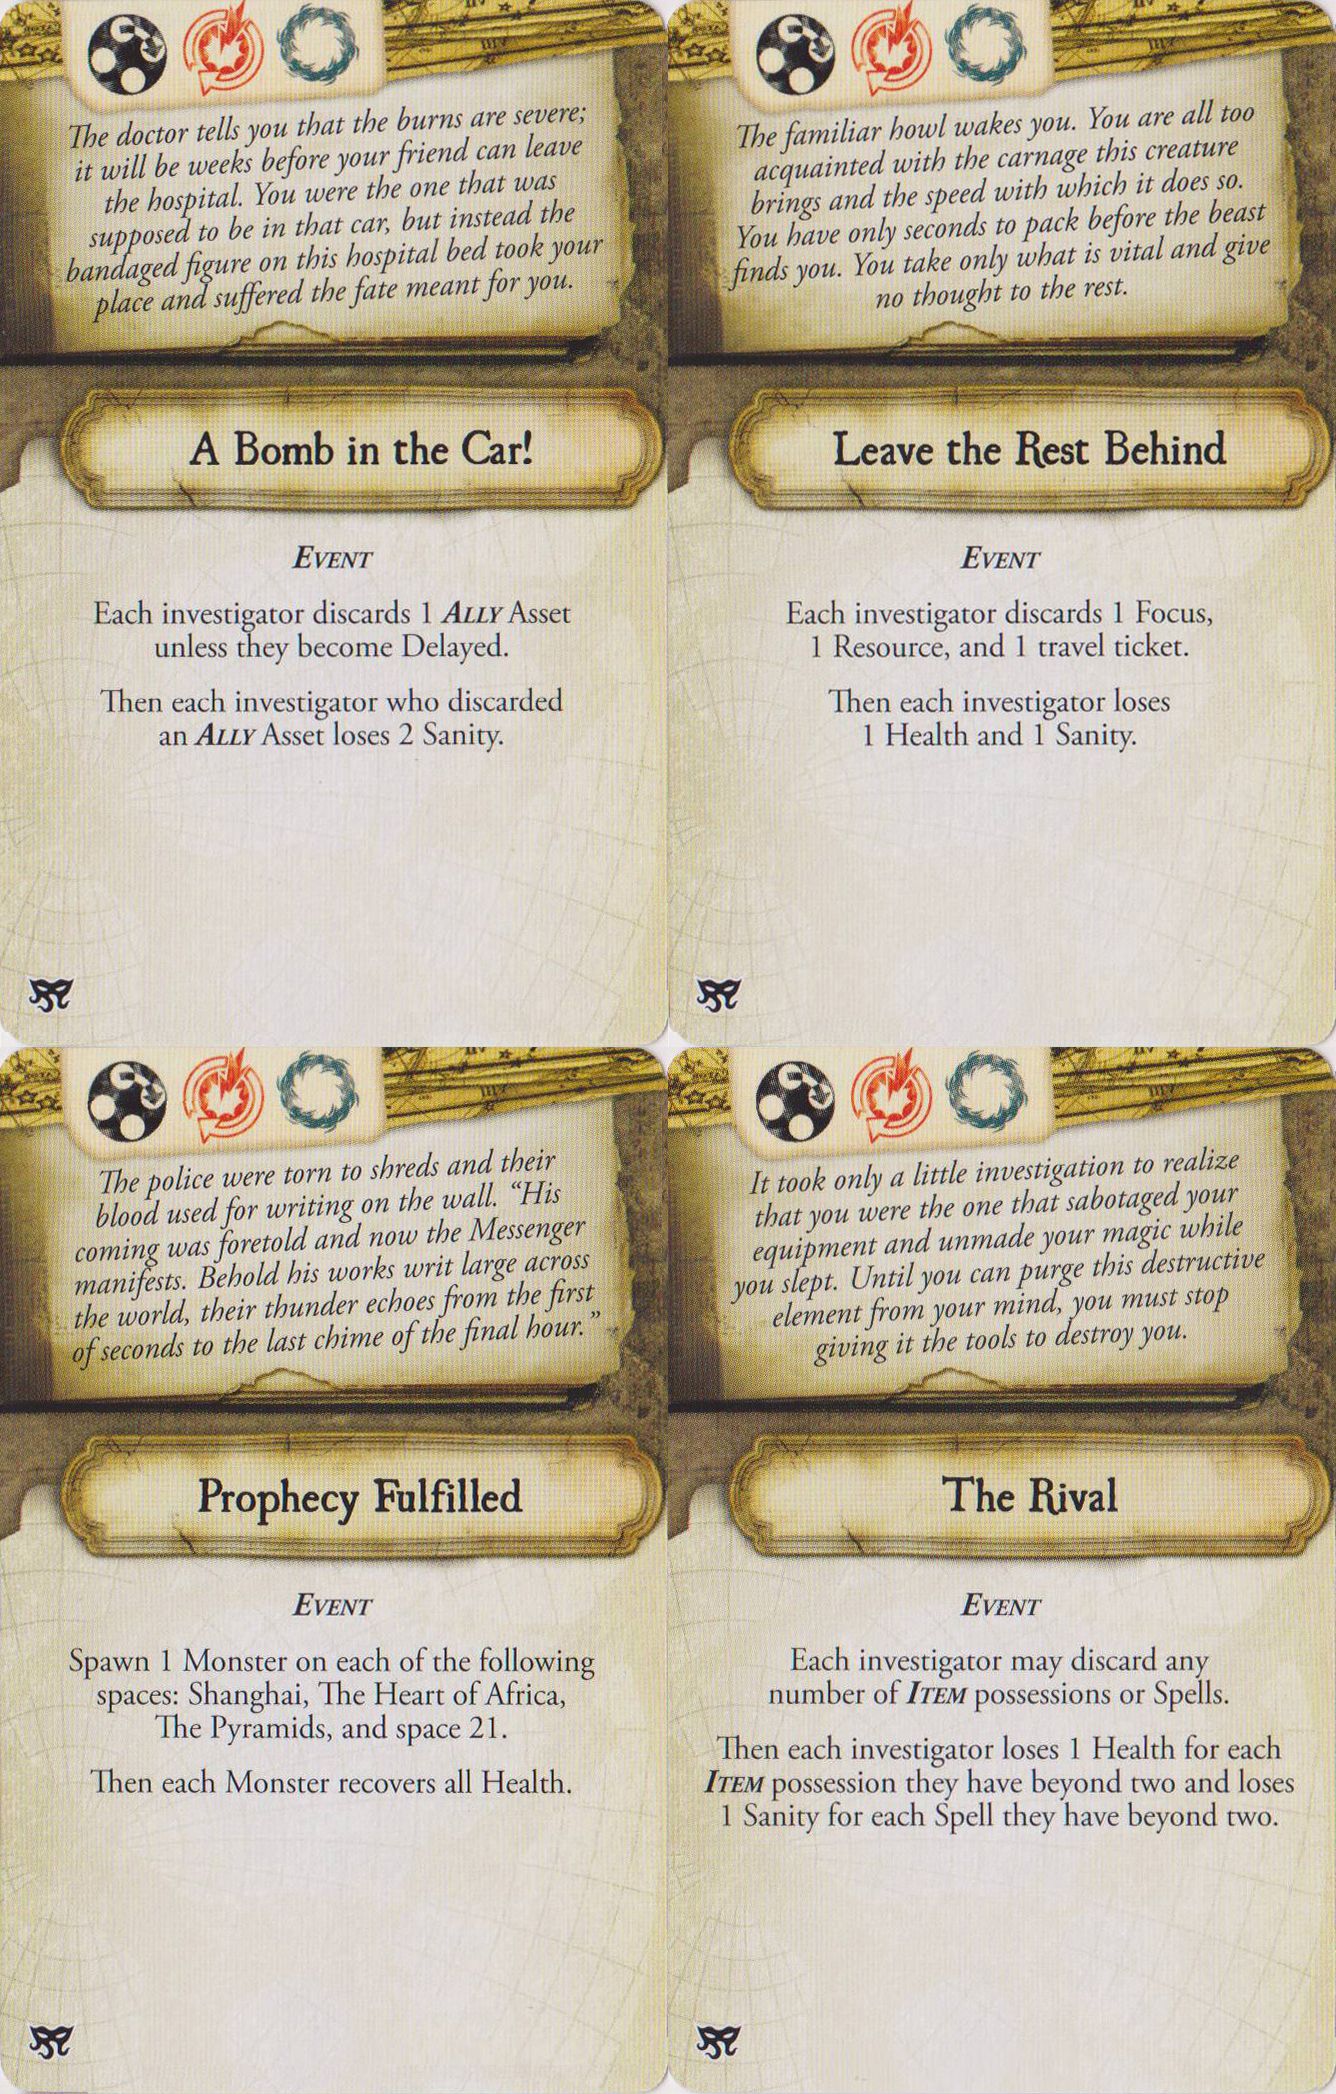 The doctor tells you that the burns are severe;
it will be weeks before your friend can leave
the hospital. You were the one that was
supposed to be in that car, but instead the
bandaged figure on this hospital bed took your
place and suffered the fate meant for you.
A Bomb in the Car!
EVENT
Each investigator discards 1 ALLY Asset
unless they become Delayed.
Then each investigator who discarded
an ALLY Asset loses 2 Sanity.
The familiar howl wakes you. You are all too
acquainted with the carnage this creature
brings and the speed with which it does so.
You have only seconds to pack before the beast
finds you. You take only what is vital and give
no thought to the rest.
Leave the Rest Behind
EVENT
Each investigator discards 1 Focus,
1 Resource, and 1 travel ticket.
Then each investigator loses
1 Health and 1 Sanity.
The police were torn to shreds and their
blood used for writing on the wall. “His
coming was foretold and now the Messenger
manifests. Behold his works writ large across
the world, their thunder echoes from the first
of seconds to the last chime of the final hour.”
Prophecy Fulfilled
EVENT
Spawn 1 Monster on each of the following
spaces: Shanghai, The Heart of Africa,
The Pyramids, and space 21.
Then each Monster recovers all Health.
It took only a little investigation to realize
that you were the one that sabotaged your
equipment and unmade your magic while
you slept. Until you can purge this destructive
element from your mind, you must stop
giving it the tools to destroy you.
The Rival
EVENT
Each investigator may discard any
number of ITEM possessions or Spells.
Then each investigator loses 1 Health for each
ITEM possession they have beyond two and loses
1 Sanity for each Spell they have beyond two.